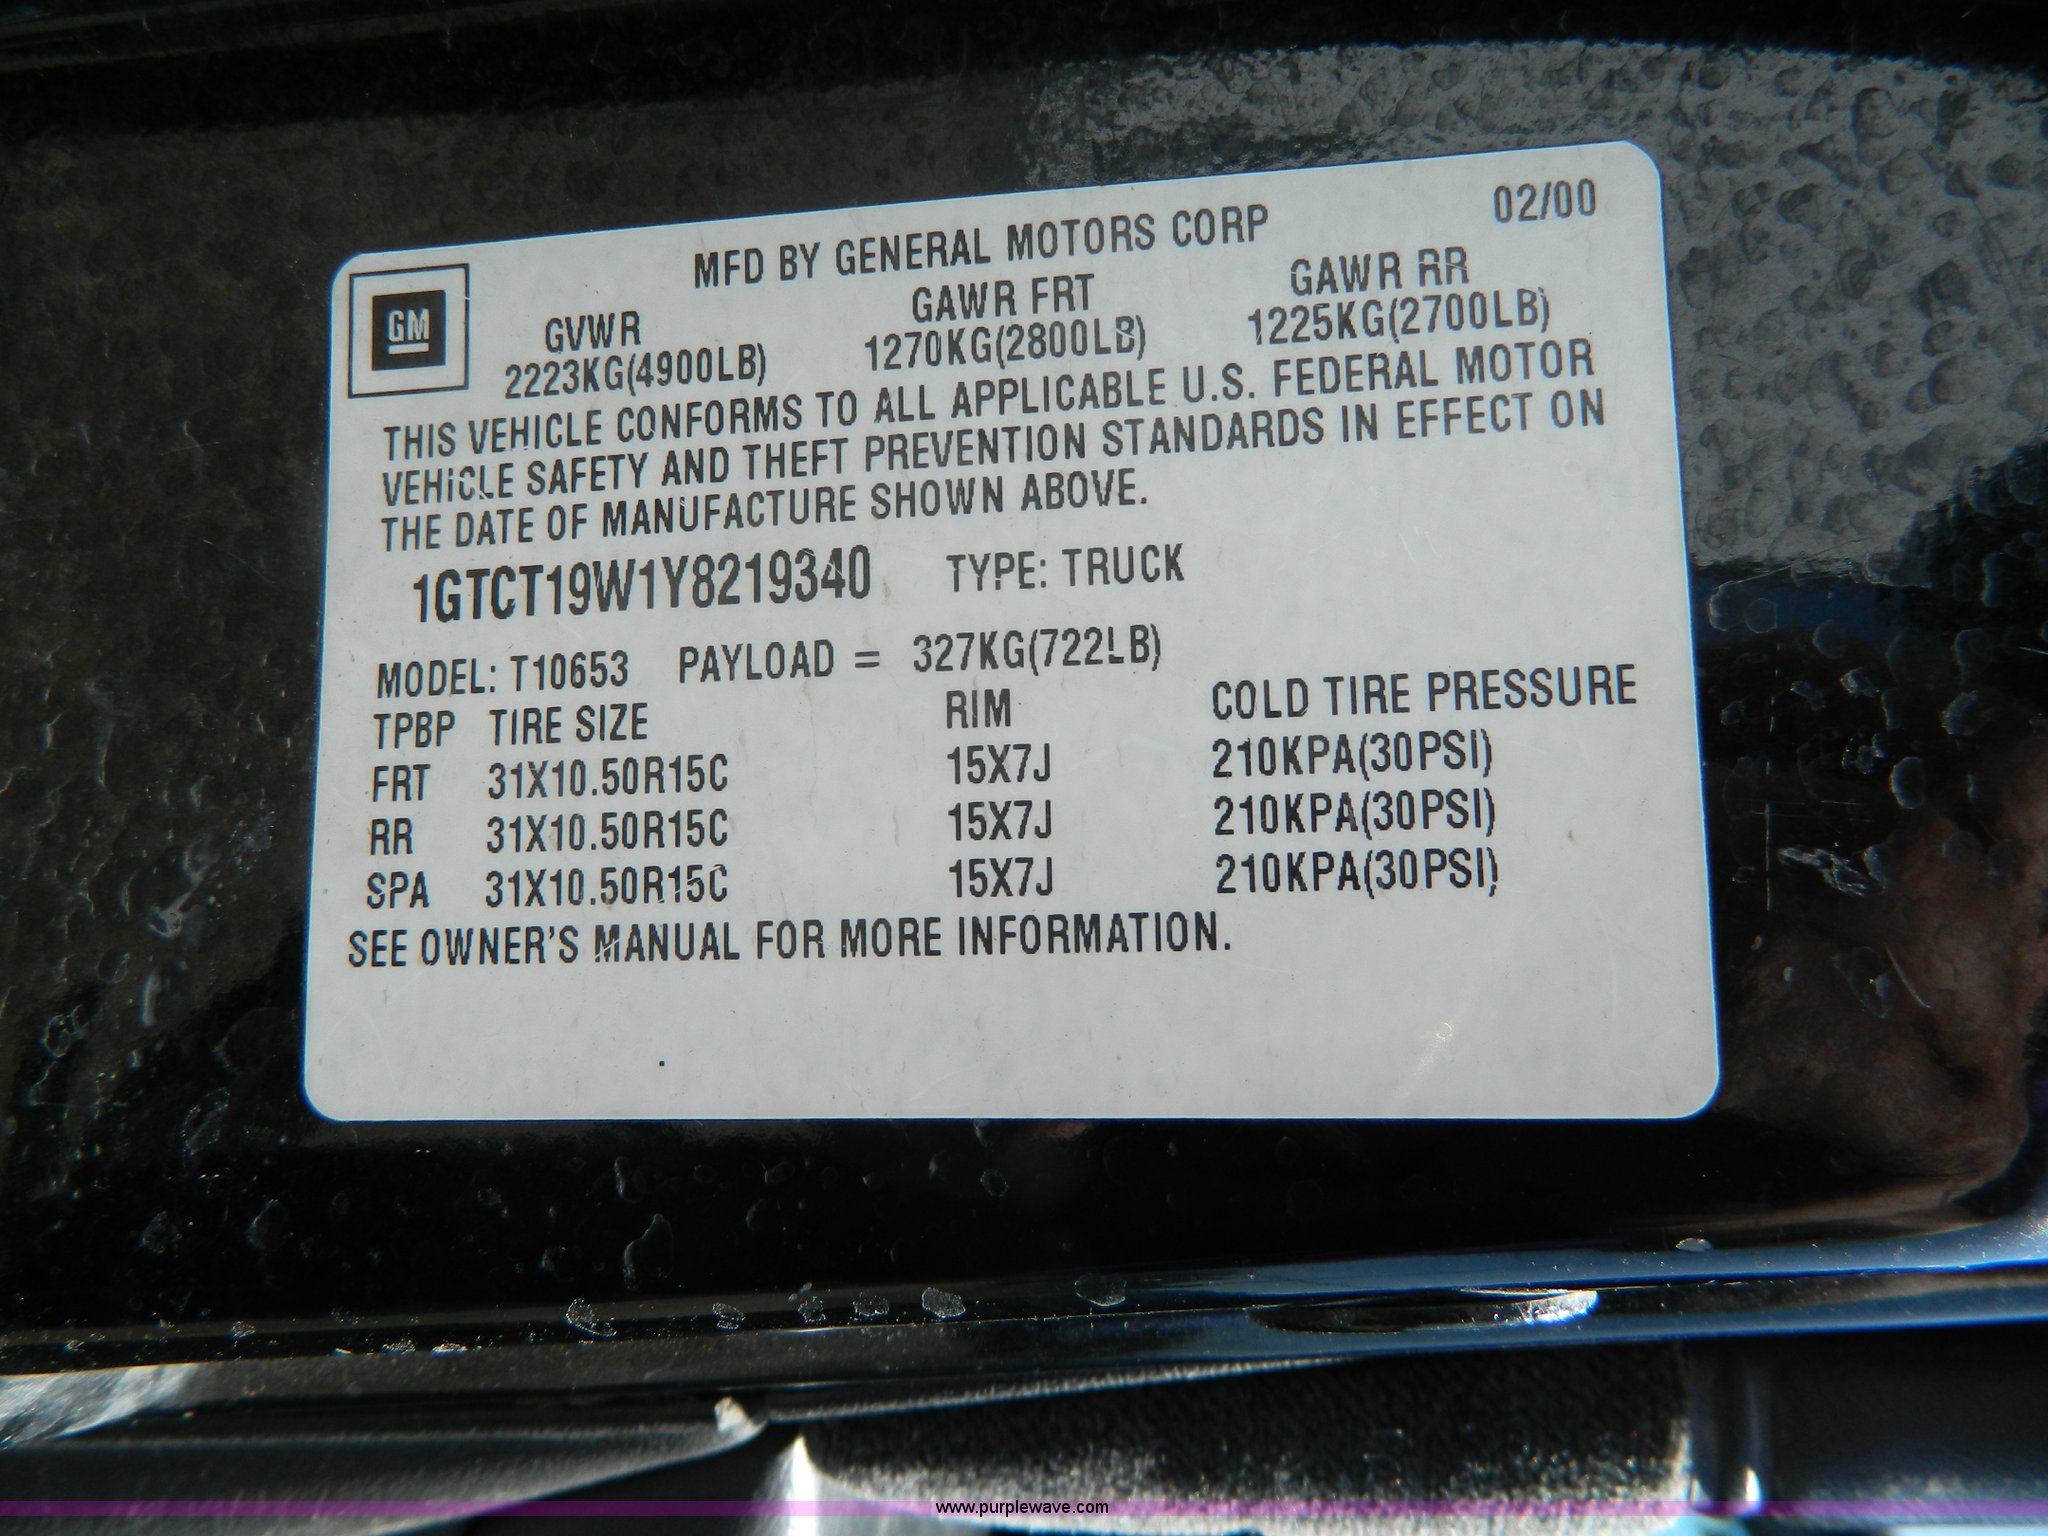 02/00
MFD BY GENERAL MOTORS CORP
GM
GVWR GAWR FRT GAWR RR
2223KG(4900LB) 1270KG(2800LB) 1225KG(2700LB)
THIS VEHICLE CONFORMS TO ALL APPLICABLE U.S. FEDERAL MOTOR
VEHICLE SAFETY AND THEFT PREVENTION STANDARDS IN EFFECT ON
THE DATE OF MANUFACTURE SHOWN ABOVE.
1GTCT19W1Y8219340 TYPE: TRUCK
MODEL: T10653 PAYLOAD = 327KG(722LB)
TPBP TIRE SIZE RIM COLD TIRE PRESSURE
FRT 31X10.50R15C 15X7J 210KPA(30PSI)
RR 31X10.50R15C 15X7J 210KPA(30PSI)
SPA 31X10.50R15C 15X7J 210KPA(30PSI)
SEE OWNER'S MANUAL FOR MORE INFORMATION.
www.purplewave.com